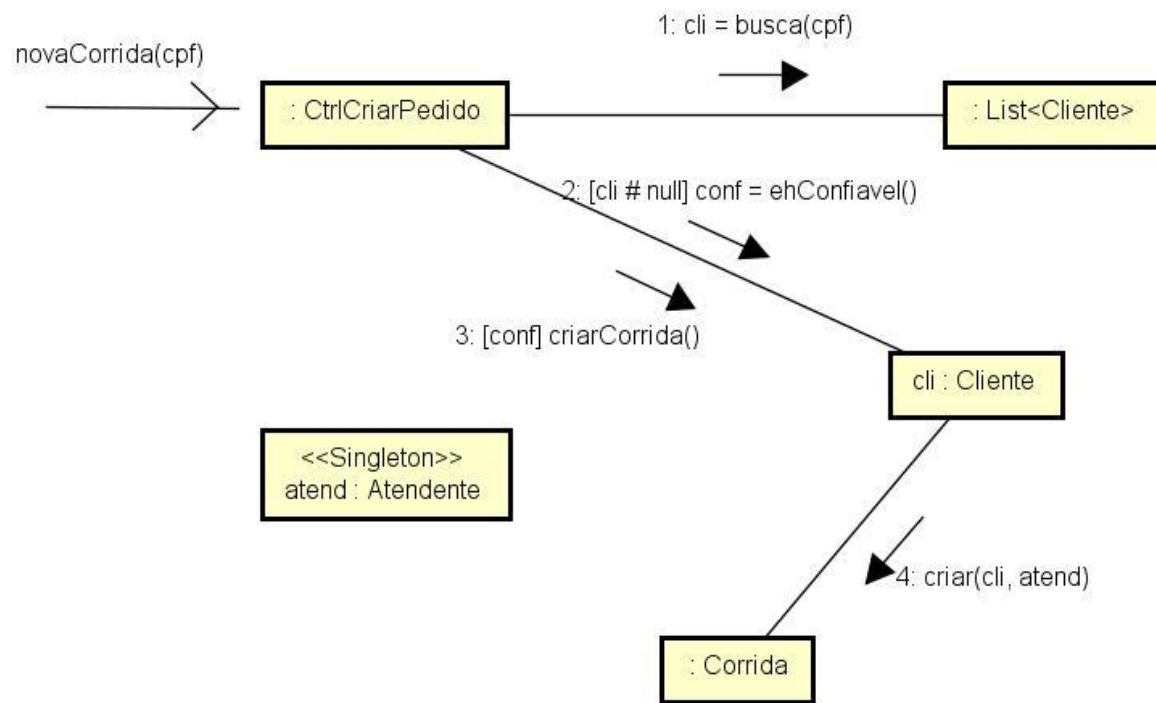 1: cli = busca(cpf)
novaCorrida(cpf)
: CtrlCriarPedido
: List<Cliente>
2: [cli # null] conf = ehConfiavel()
3: [conf] criarCorrida()
cli : Cliente
<<Singleton>>
atend : Atendente
4: criar(cli, atend)
: Corrida